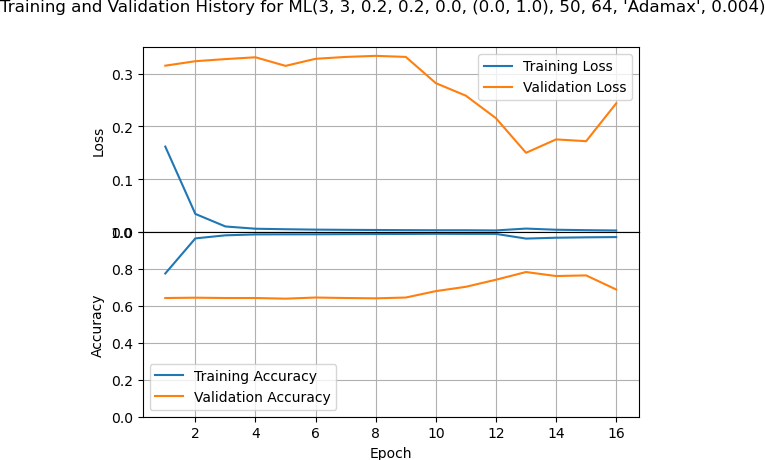 Training and Validation History for ML(3, 3, 0.2, 0.2, 0.0, (0.0, 1.0), 50, 64, 'Adamax', 0.004)
Training Loss
Validation Loss
0.3
0.2
0.1
0.0
Loss
1.0
0.8
0.6
0.4
0.2
0.0
Accuracy
Training Accuracy
Validation Accuracy
2 4 6 8 10 12 14 16
Epoch